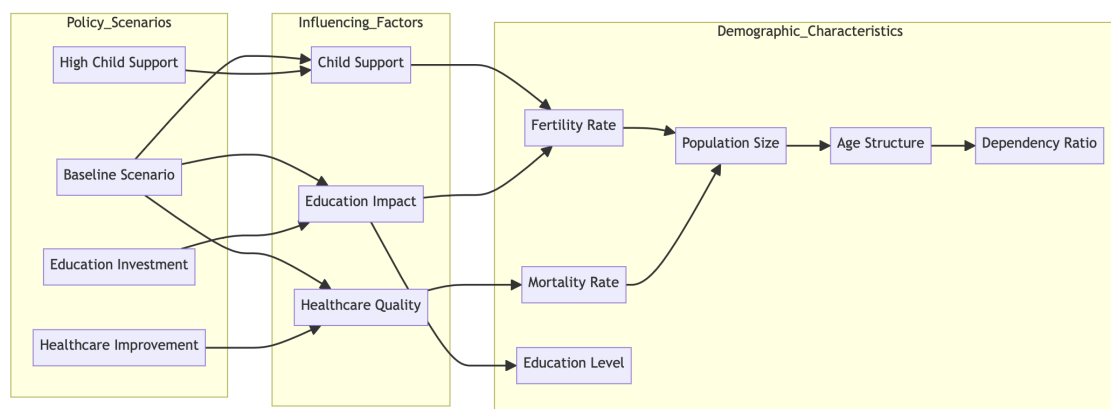 Policy_Scenarios
High Child Support
Baseline Scenario
Education Investment
Healthcare Improvement
Influencing_Factors
Child Support
Education Impact
Healthcare Quality
Demographic_Characteristics
Fertility Rate
Population Size
Age Structure
Dependency Ratio
Mortality Rate
Education Level